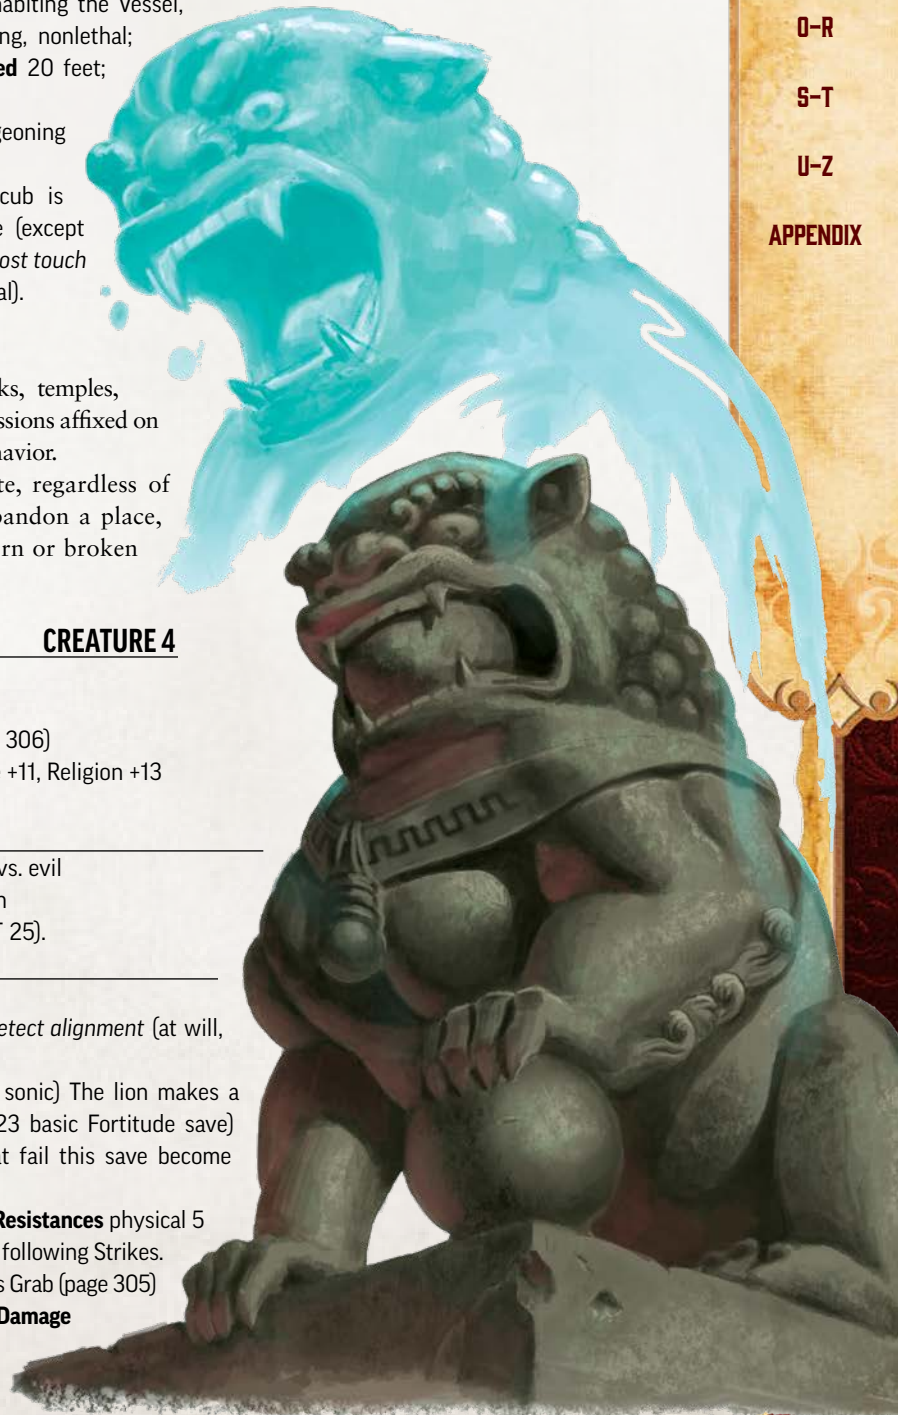 habiting the vessel,
ng, nonlethal;
ed 20 feet;
geoning
cub is
e (except
ost touch
al).
ks, temples,
ssions affixed on
havior.
te, regardless of
bandon a place,
rn or broken
CREATURE 4
306)
+11, Religion +13
vs. evil
n
T 25).
etect alignment (at will,
sonic) The lion makes a
23 basic Fortitude save)
at fail this save become
Resistances physical 5
following Strikes.
s Grab (page 305)
Damage
O–R
S–T
U–Z
APPENDIX